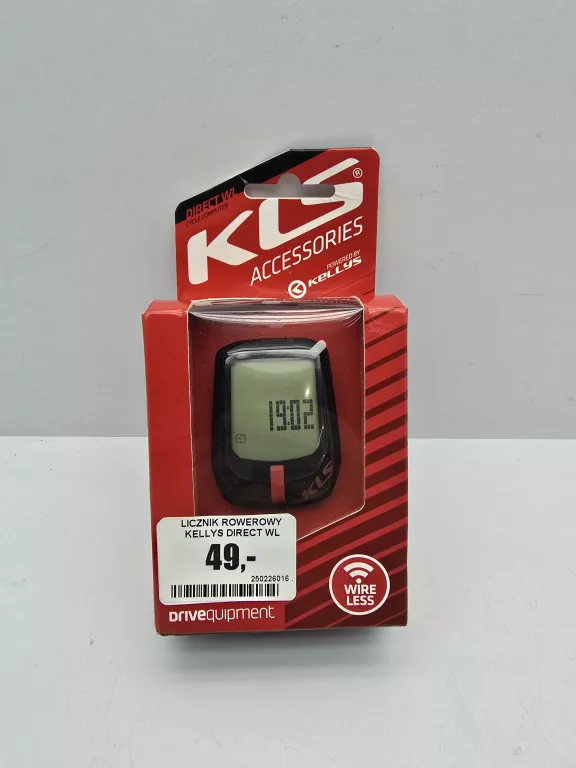 DIRECT WL
CYCLE COMPUTER
KLS®
ACCESSORIES
POWERED BY
KELLYS
19:02
KLS
LICZNIK ROWEROWY
KELLYS DIRECT WL
49,-
250226016 .
WIRE
LESS
DRIVEQUIPMENT